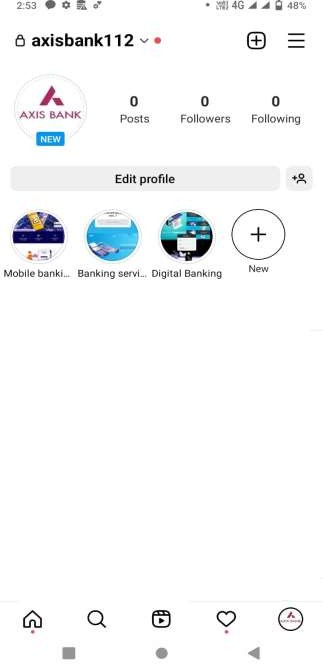 2:53 4G 48%
axisbank112
0 0 0
Posts Followers Following
AXIS BANK
NEW
Edit profile
Mobile banki... Banking servi... Digital Banking New